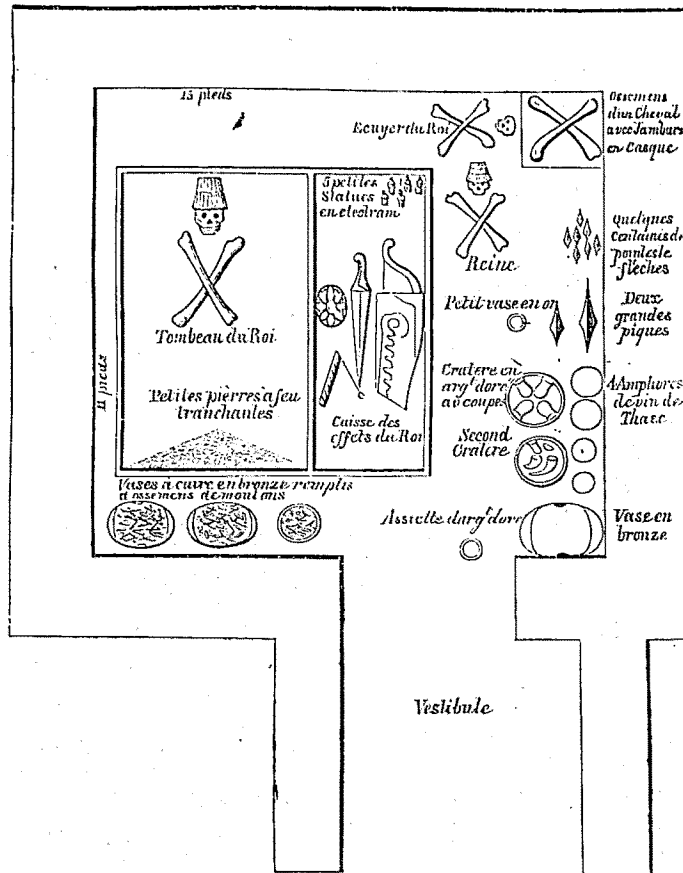 15 pieds
Ecuyer du Roi
Ossemens
d'un Cheval
avec Jambars
en Casque
5 petites
Statues
en electrum
Reine
Quelques
Centaines de
pointes de
flèches
Tombeau du Roi
Petit vase en or
Deux
grandes
piques
11 pieds
Petites pierres a feu
tranchantes
Caisse des
effets du Roi
Cratere en
argt doré
av coupes
4 Amphores
de vin de
Thase
Second
Cratere
Vases à cuire en bronze remplis
d'ossemens de moutons
Assiette d'argt doré
Vase en
bronze
Vestibule